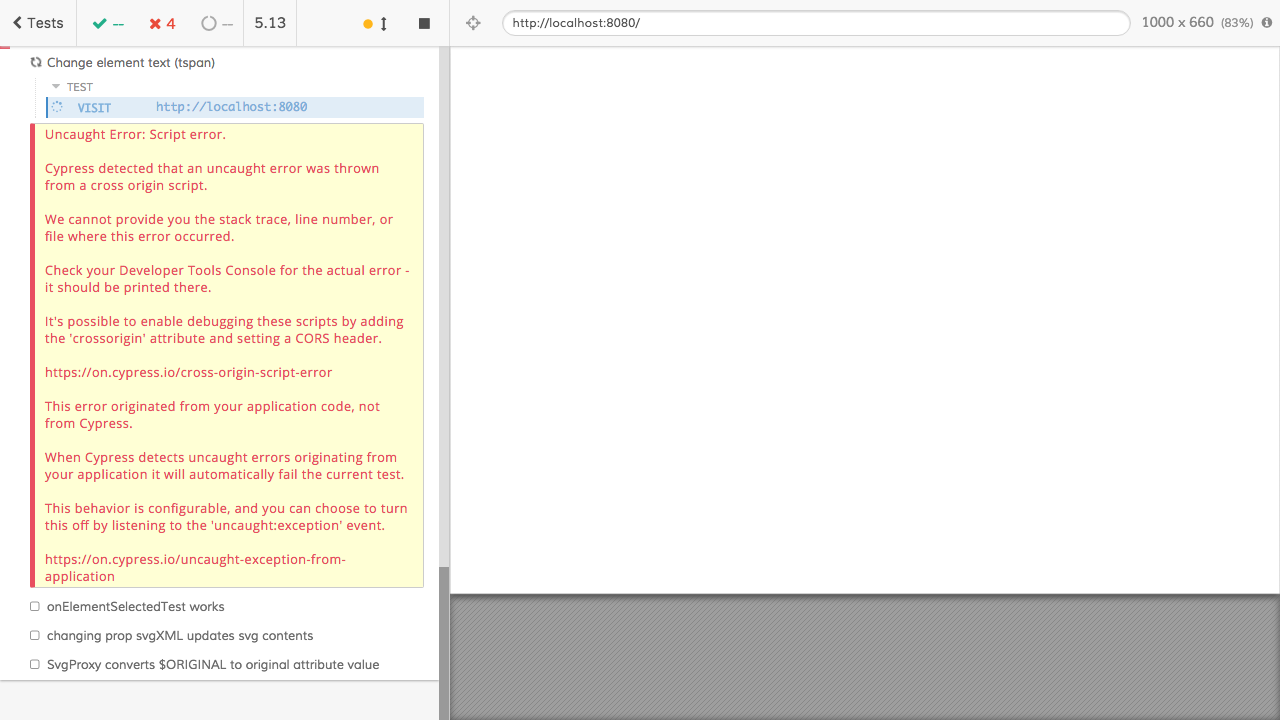 Tests
--
4
--
5.13
http://localhost:8080/
1000 x 660 (83%)
Change element text (tspan)
TEST
VISIT http://localhost:8080
Uncaught Error: Script error.
Cypress detected that an uncaught error was thrown
from a cross origin script.
We cannot provide you the stack trace, line number, or
file where this error occurred.
Check your Developer Tools Console for the actual error -
it should be printed there.
It's possible to enable debugging these scripts by adding
the 'crossorigin' attribute and setting a CORS header.
https://on.cypress.io/cross-origin-script-error
This error originated from your application code, not
from Cypress.
When Cypress detects uncaught errors originating from
your application it will automatically fail the current test.
This behavior is configurable, and you can choose to turn
this off by listening to the 'uncaught:exception' event.
https://on.cypress.io/uncaught-exception-from-
application
onElementSelectedTest works
changing prop svgXML updates svg contents
SvgProxy converts $ORIGINAL to original attribute value